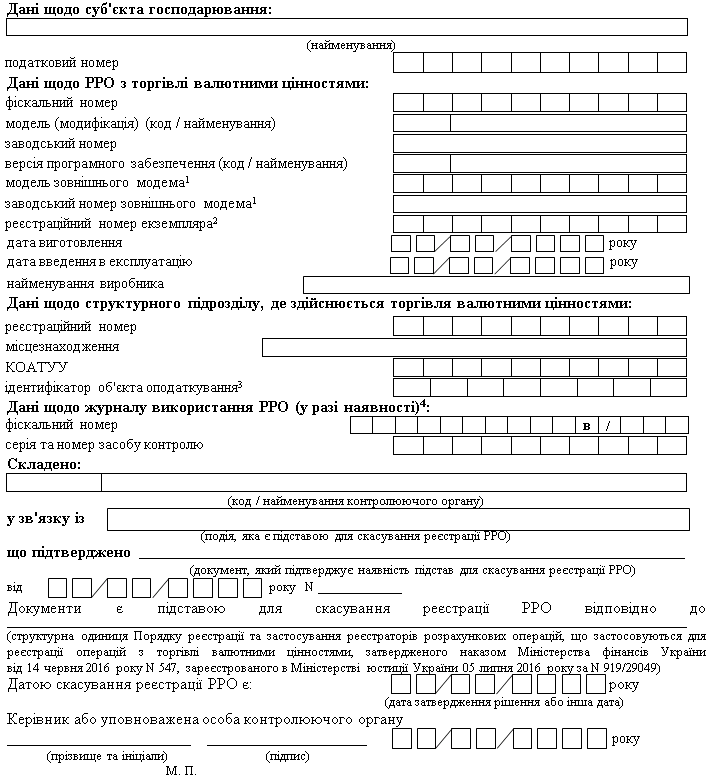 Дані щодо суб'єкта господарювання:
(найменування)
податковий номер
Дані щодо РРО з торгівлі валютними цінностями:
фіскальний номер
модель (модифікація) (код / найменування)
заводський номер
версія програмного забезпечення (код / найменування)
модель зовнішнього модема¹
заводський номер зовнішнього модема¹
реєстраційний номер екземпляра²
дата виготовлення / / року
дата введення в експлуатацію / / року
найменування виробника
Дані щодо структурного підрозділу, де здійснюється торгівля валютними цінностями:
реєстраційний номер
місцезнаходження
КОАТУУ
ідентифікатор об'єкта оподаткування³
Дані щодо журналу використання РРО (у разі наявності)⁴:
фіскальний номер в /
серія та номер засобу контролю
Складено:
(код / найменування контролюючого органу)
у зв'язку із
(подія, яка є підставою для скасування реєстрації РРО)
що підтверджено
(документ, який підтверджує наявність підстав для скасування реєстрації РРО)
від / / року N
Документи є підставою для скасування реєстрації РРО відповідно до
(структурна одиниця Порядку реєстрації та застосування реєстраторів розрахункових операцій, що застосовуються для
реєстрації операцій з торгівлі валютними цінностями, затвердженого наказом Міністерства фінансів України
від 14 червня 2016 року N 547, зареєстрованого в Міністерстві юстиції України 05 липня 2016 року за N 919/29049)
Датою скасування реєстрації РРО є: / / року
(дата затвердження рішення або інша дата)
Керівник або уповноважена особа контролюючого органу
/ / року
(прізвище та ініціали) (підпис)
М. П.